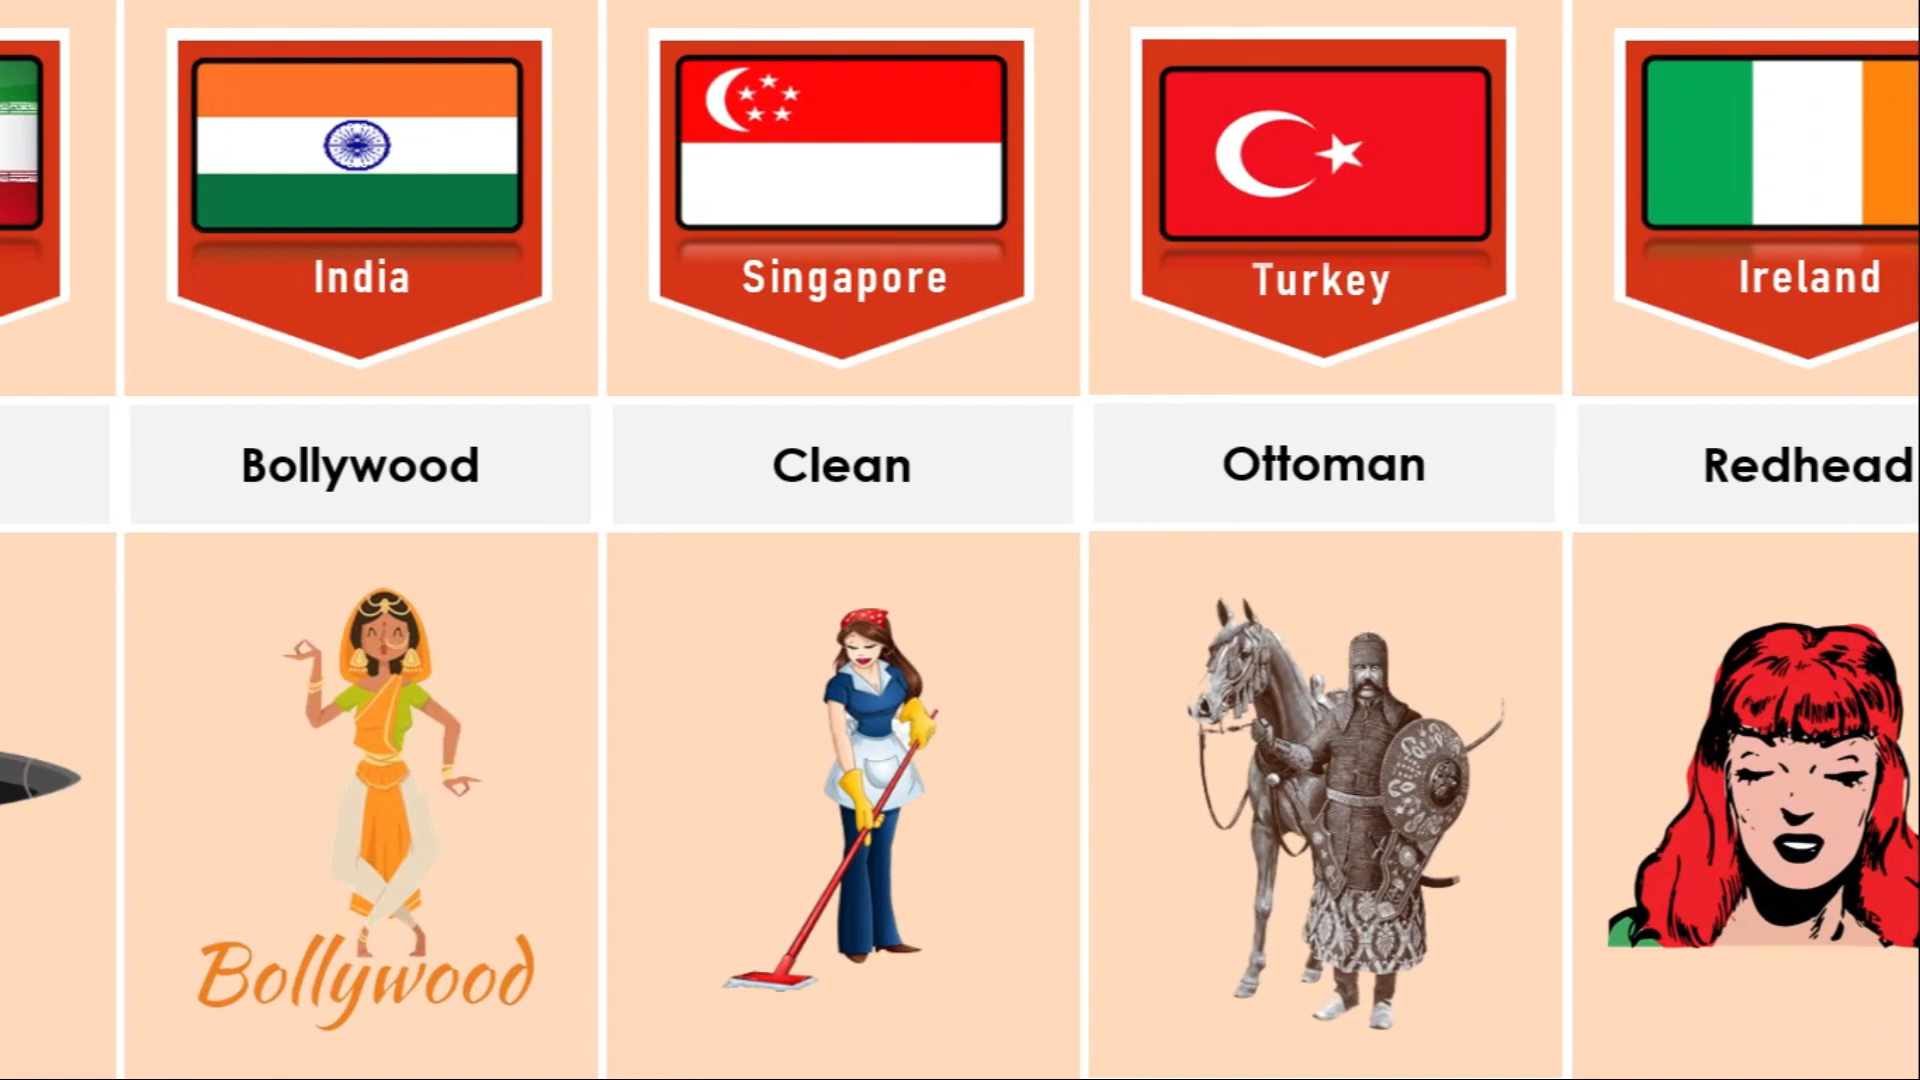 India
Singapore
Turkey
Ireland
Bollywood
Clean
Ottoman
Redhead
Bollywood